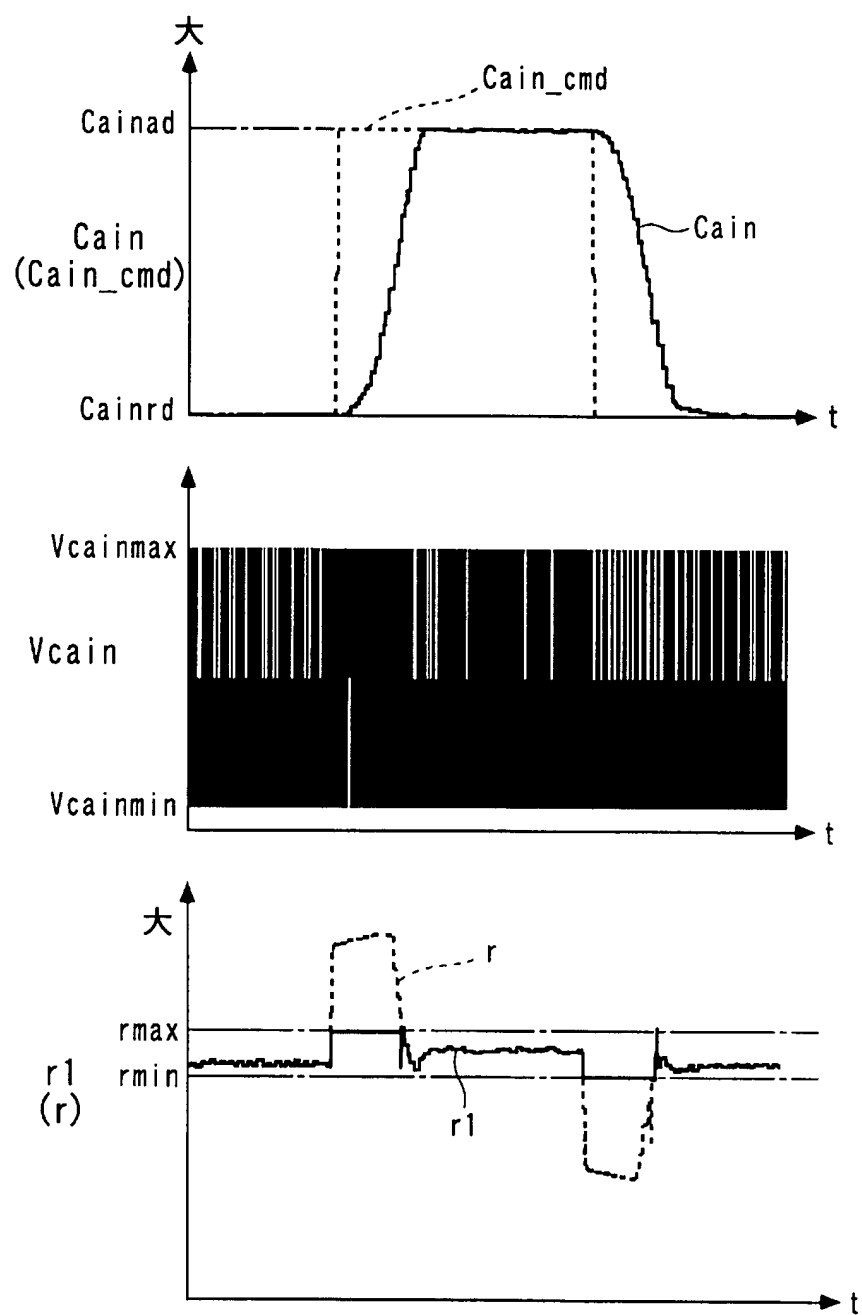 大
Cain_cmd
Cainad
Cain
(Cain_cmd)
Cain
Cainrd
t
Vcainmax
Vcain
Vcainmin
t
大
r
rmax
r1
(r)
rmin
r1
t